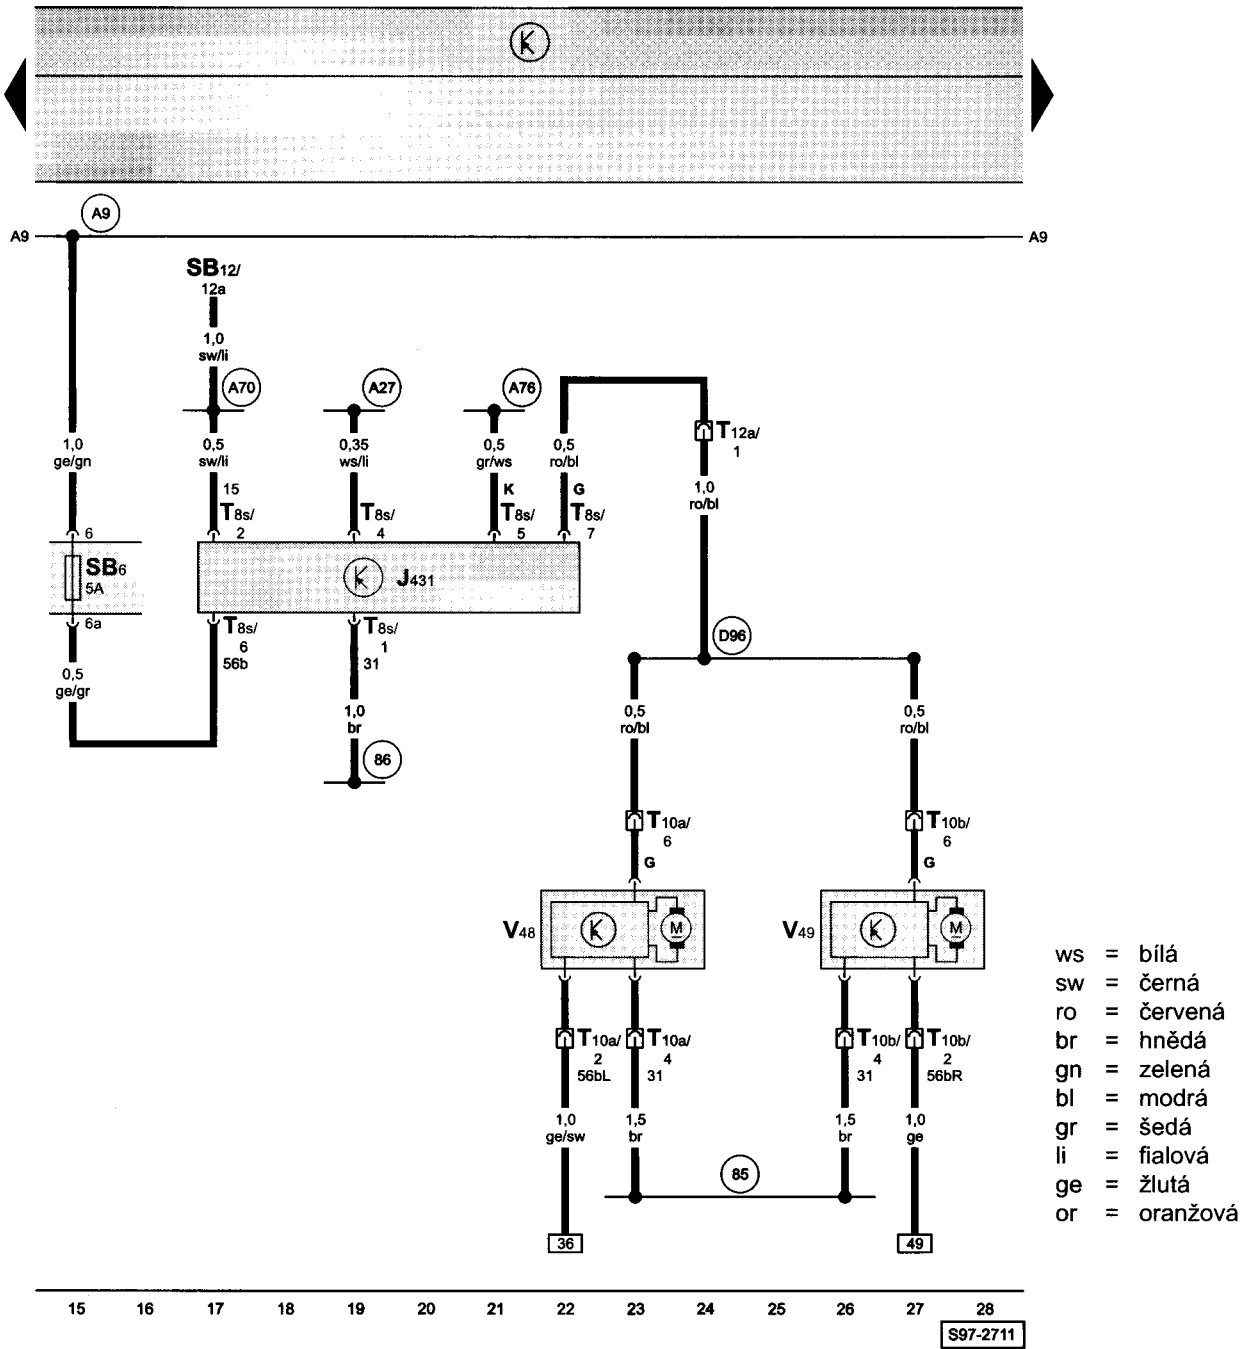 A9
A9
A9
SB12/
12a
1,0
sw/li
A70
A27
A76
1,0
ge/gn
0,5
sw/li
0,35
ws/li
0,5
gr/ws
0,5
ro/bl
T12a/
1
1,0
ro/bl
15
K
G
T8s/
2
T8s/
4
T8s/
5
T8s/
7
6
SB6
5A
6a
J431
T8s/
6
56b
T8s/
1
31
D96
0,5
ge/gr
1,0
br
86
0,5
ro/bl
0,5
ro/bl
T10a/
6
G
T10b/
6
G
V48
M
V49
M
T10a/
2
56bL
T10a/
4
31
T10b/
4
31
T10b/
2
56bR
1,0
ge/sw
1,5
br
1,5
br
1,0
ge
85
36
49
ws = bílá
sw = černá
ro = červená
br = hnědá
gn = zelená
bl = modrá
gr = šedá
li = fialová
ge = žlutá
or = oranžová
15 16 17 18 19 20 21 22 23 24 25 26 27 28
S97-2711